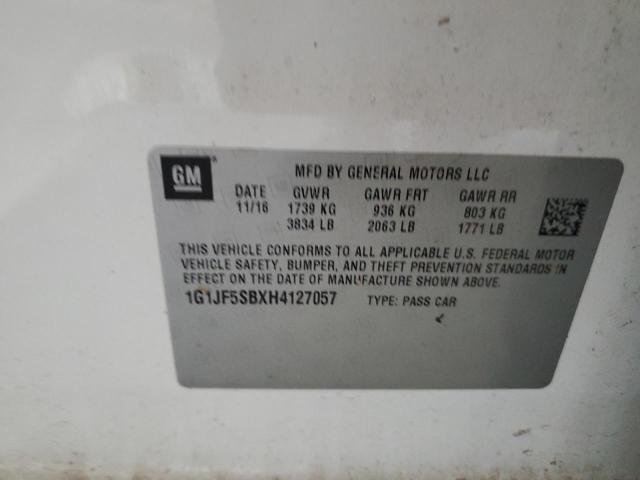 GM
MFD BY GENERAL MOTORS LLC
DATE GVWR GAWR FRT GAWR RR
11/16 1739 KG 936 KG 803 KG
3834 LB 2063 LB 1771 LB
THIS VEHICLE CONFORMS TO ALL APPLICABLE U.S. FEDERAL MOTOR
VEHICLE SAFETY, BUMPER, AND THEFT PREVENTION STANDARDS IN
EFFECT ON THE DATE OF MANUFACTURE SHOWN ABOVE.
1G1JF5SBXH4127057 TYPE: PASS CAR